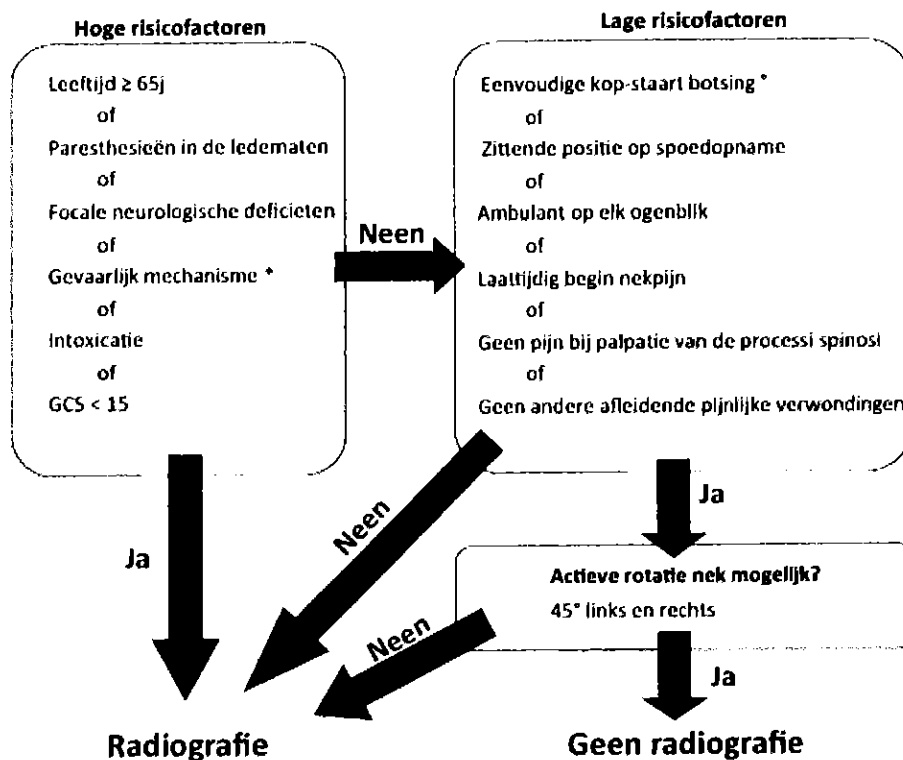 Hoge risicofactoren
Leeftijd ≥ 65j
of
Paresthesieën in de ledematen
of
Focale neurologische deficieten
of
Gevaarlijk mechanisme *
of
Intoxicatie
of
GCS < 15
Neen
Lage risicofactoren
Eenvoudige kop-staart botsing *
of
Zittende positie op spoedopname
of
Ambulant op elk ogenblik
of
Laattijdig begin nekpijn
of
Geen pijn bij palpatie van de processi spinosi
of
Geen andere afleidende pijnlijke verwondingen
Ja
Neen
Ja
Actieve rotatie nek mogelijk?
45° links en rechts
Neen
Ja
Radiografie
Geen radiografie